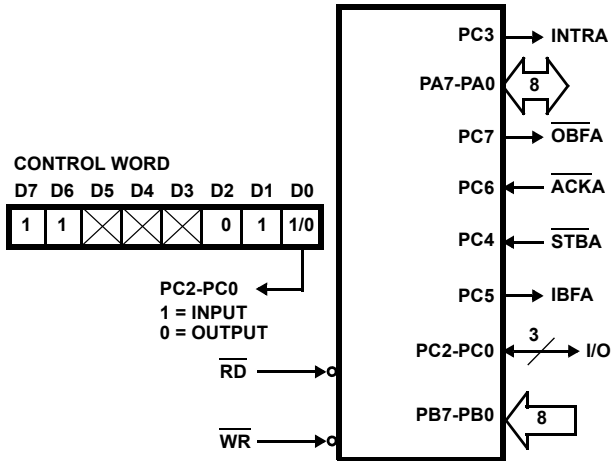 PC3 INTRA
PA7-PA0 8
PC7 OBFA
CONTROL WORD
D7 D6 D5 D4 D3 D2 D1 D0
1 1 0 1 1/0
PC6 ACKA
PC4 STBA
PC2-PC0
1 = INPUT
0 = OUTPUT
PC5 IBFA
PC2-PC0 3 I/O
RD
PB7-PB0 8
WR